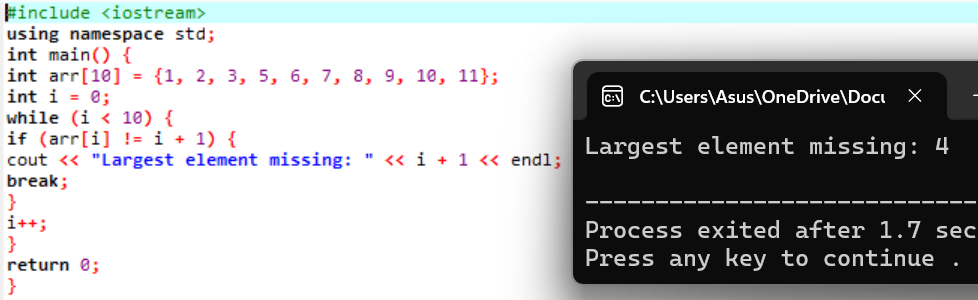 #include <iostream>
using namespace std;
int main() {
int arr[10] = {1, 2, 3, 5, 6, 7, 8, 9, 10, 11};
int i = 0;
while (i < 10) {
if (arr[i] != i + 1) {
cout << "Largest element missing: " << i + 1 << endl;
break;
}
i++;
}
return 0;
}
C:\Users\Asus\OneDrive\Docu
Largest element missing: 4
----------------------------
Process exited after 1.7 sec
Press any key to continue .